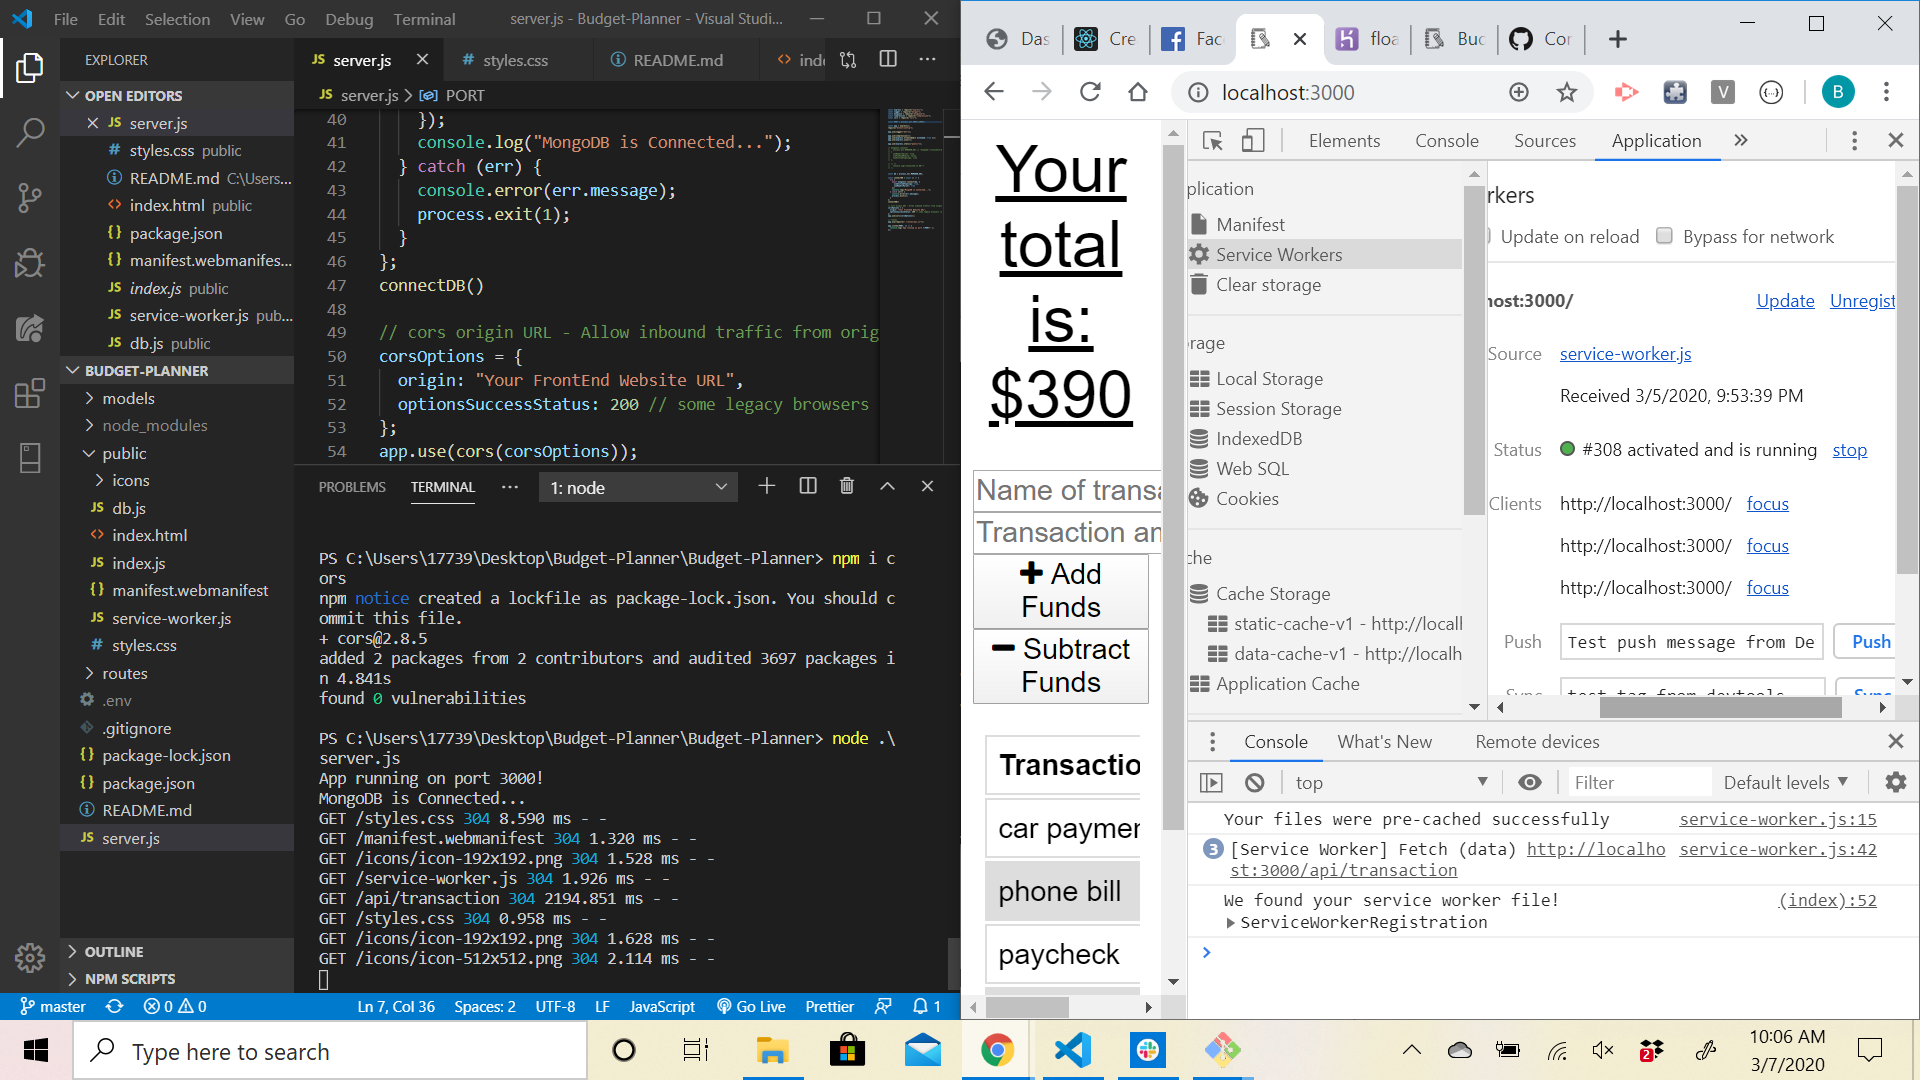 File Edit Selection View Go Debug Terminal server.js - Budget-Planner - Visual Studi...
EXPLORER
OPEN EDITORS
JS server.js
# styles.css public
README.md C:\Users...
<> index.html public
{} package.json
{} manifest.webmanifes...
JS index.js public
JS service-worker.js pub...
JS db.js public
BUDGET-PLANNER
models
node_modules
public
icons
JS db.js
<> index.html
JS index.js
{} manifest.webmanifest
JS service-worker.js
# styles.css
routes
.env
.gitignore
{} package-lock.json
{} package.json
README.md
JS server.js
OUTLINE
NPM SCRIPTS
JS server.js # styles.css README.md <> ind
JS server.js > PORT
40 });
41 console.log("MongoDB is Connected...");
42 } catch (err) {
43 console.error(err.message);
44 process.exit(1);
45 }
46 };
47 connectDB()
48
49 // cors origin URL - Allow inbound traffic from orig
50 corsOptions = {
51 origin: "Your FrontEnd Website URL",
52 optionsSuccessStatus: 200 // some legacy browsers
53 };
54 app.use(cors(corsOptions));
PROBLEMS TERMINAL ... 1: node
PS C:\Users\17739\Desktop\Budget-Planner\Budget-Planner> npm i c
ors
npm notice created a lockfile as package-lock.json. You should c
ommit this file.
+ cors@2.8.5
added 2 packages from 2 contributors and audited 3697 packages i
n 4.841s
found 0 vulnerabilities
PS C:\Users\17739\Desktop\Budget-Planner\Budget-Planner> node .\
server.js
App running on port 3000!
MongoDB is Connected...
GET /styles.css 304 8.590 ms - -
GET /manifest.webmanifest 304 1.320 ms - -
GET /icons/icon-192x192.png 304 1.528 ms - -
GET /service-worker.js 304 1.926 ms - -
GET /api/transaction 304 2194.851 ms - -
GET /styles.css 304 0.958 ms - -
GET /icons/icon-192x192.png 304 1.628 ms - -
GET /icons/icon-512x512.png 304 2.114 ms - -
master 0 0 Ln 7, Col 36 Spaces: 2 UTF-8 LF JavaScript Go Live Prettier 1
Das Cre Fac floa Buc Cor
localhost:3000 V B
Your
total
is:
$390
Name of transa
Transaction am
Add
Funds
Subtract
Funds
Transactio
car paymen
phone bill
paycheck
Elements Console Sources Application
plication
Manifest
Service Workers
Clear storage
rage
Local Storage
Session Storage
IndexedDB
Web SQL
Cookies
che
Cache Storage
static-cache-v1 - http://locall
data-cache-v1 - http://localh
Application Cache
rkers
Update on reload Bypass for network
host:3000/ Update Unregist
Source service-worker.js
Received 3/5/2020, 9:53:39 PM
Status #308 activated and is running stop
Clients http://localhost:3000/ focus
http://localhost:3000/ focus
http://localhost:3000/ focus
Push Test push message from De Push
Sync test tag from devtools Sync
Console What's New Remote devices
top Filter Default levels
Your files were pre-cached successfully service-worker.js:15
3 [Service Worker] Fetch (data) http://localho service-worker.js:42
st:3000/api/transaction
We found your service worker file! (index):52
ServiceWorkerRegistration
Type here to search
2
10:06 AM
3/7/2020